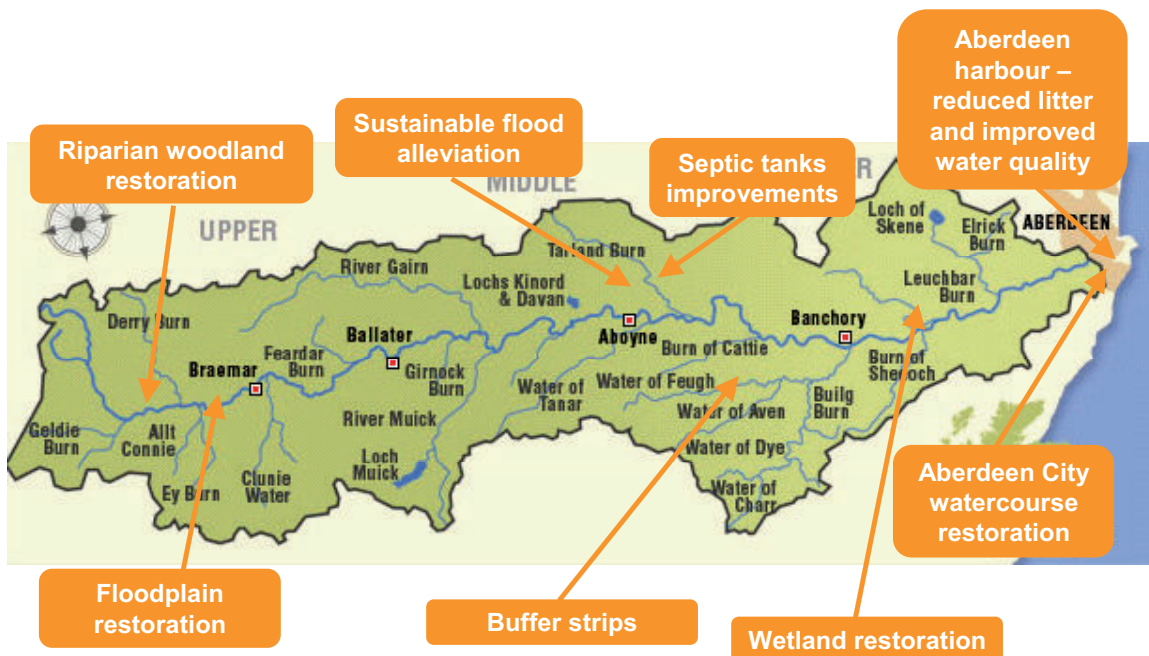 Aberdeen
harbour –
reduced litter
and improved
water quality
Sustainable flood
alleviation
Riparian woodland
restoration
Septic tanks
improvements
MIDDLE
UPPER
Loch of
Skene
Elrick
Burn
ABERDEEN
Tarland Burn
River Gairn
Lochs Kinord
& Davan
Leuchbar
Burn
Derry Burn
Ballater
Aboyne
Banchory
Feardar
Burn
Braemar
Girnock
Burn
Burn of Cattie
Burn of
Sheooch
Water of
Tanar
Water of Feugh
Builg
Burn
River Muick
Water of Aven
Geldie
Burn
Allt
Connie
Water of Dye
Loch
Muick
Ey Burn
Clunie
Water
Water of
Charr
Aberdeen City
watercourse
restoration
Floodplain
restoration
Buffer strips
Wetland restoration